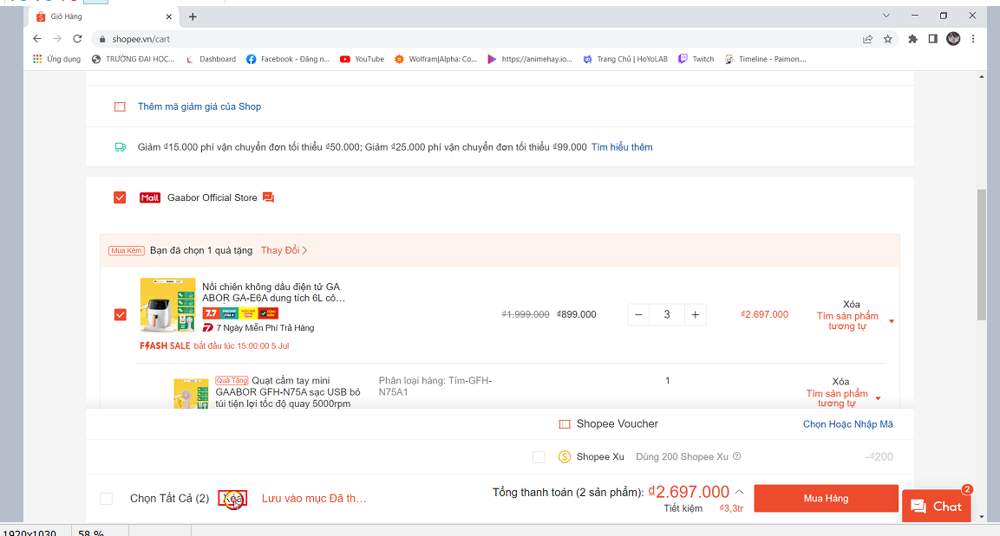 Giỏ Hàng
shopee.vn/cart
Ứng dụng TRƯỜNG ĐẠI HỌC... Dashboard Facebook - Đăng n... YouTube Wolfram|Alpha: Co... https://animehay.io... Trang Chủ | HoYoLAB Twitch Timeline - Paimon....
Thêm mã giảm giá của Shop
Giảm ₫15.000 phí vận chuyển đơn tối thiểu ₫50.000; Giảm ₫25.000 phí vận chuyển đơn tối thiểu ₫99.000 Tìm hiểu thêm
Mall Gaabor Official Store
Mua Kèm Bạn đã chọn 1 quà tặng Thay Đổi
Nồi chiên không dầu điện tử GA
ABOR GA-E6A dung tích 6L cô...
7.7
7 Ngày Miễn Phí Trả Hàng
FLASH SALE bắt đầu lúc 15:00:00 5 Jul
₫1.999.000 ₫899.000 − 3 + ₫2.697.000
Xóa
Tìm sản phẩm
tương tự
Quà Tặng Quạt cầm tay mini
GAABOR GFH-N75A sạc USB bỏ
túi tiện lợi tốc độ quay 5000rpm
Phân loại hàng: Tím-GFH-
N75A1
1
Xóa
Tìm sản phẩm
tương tự
Shopee Voucher Chọn Hoặc Nhập Mã
Shopee Xu Dùng 200 Shopee Xu -₫200
Chọn Tất Cả (2) Xóa Lưu vào mục Đã th...
Tổng thanh toán (2 sản phẩm): ₫2.697.000
Tiết kiệm ₫3,3tr
Mua Hàng
Chat 2
1920x1030 58 %